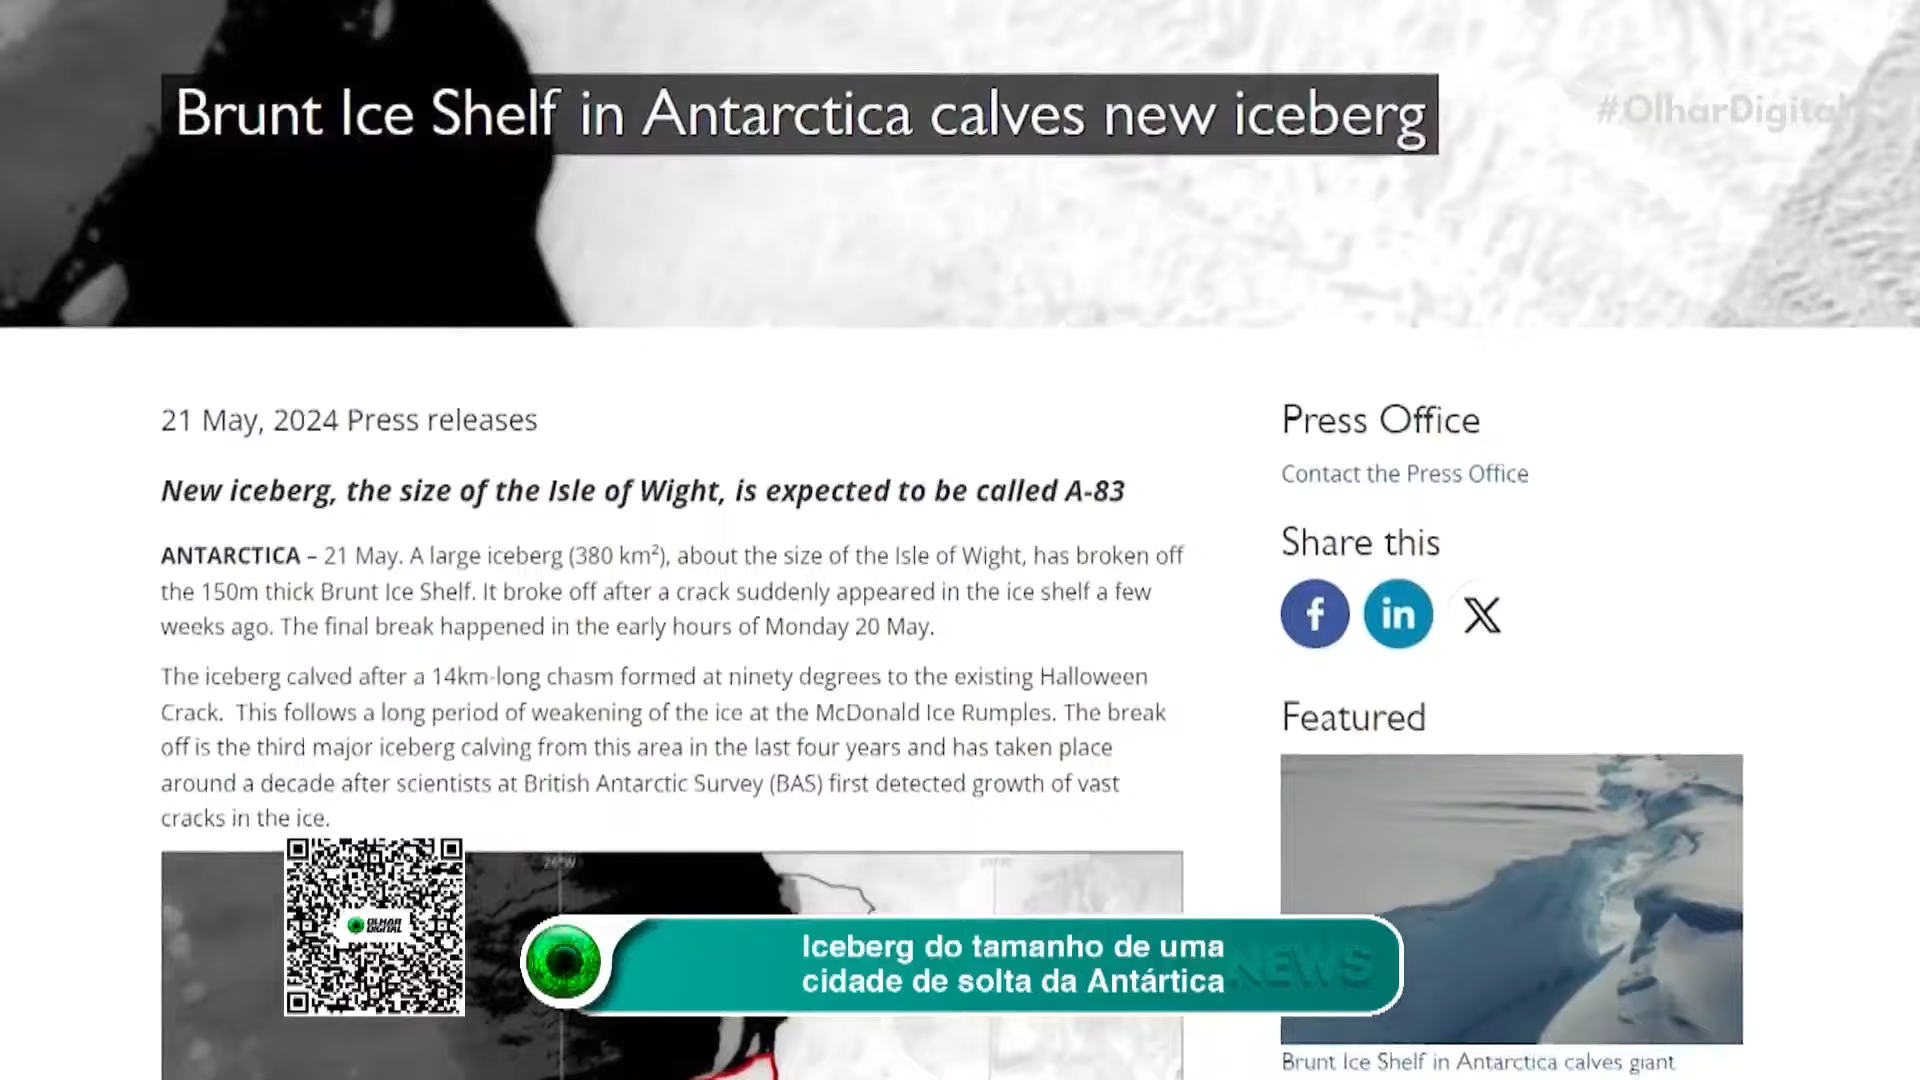 Brunt Ice Shelf in Antarctica calves new iceberg
#OlharDigital
21 May, 2024 Press releases
New iceberg, the size of the Isle of Wight, is expected to be called A-83
ANTARCTICA – 21 May. A large iceberg (380 km²), about the size of the Isle of Wight, has broken off
the 150m thick Brunt Ice Shelf. It broke off after a crack suddenly appeared in the ice shelf a few
weeks ago. The final break happened in the early hours of Monday 20 May.
The iceberg calved after a 14km-long chasm formed at ninety degrees to the existing Halloween
Crack.  This follows a long period of weakening of the ice at the McDonald Ice Rumples. The break
off is the third major iceberg calving from this area in the last four years and has taken place
around a decade after scientists at British Antarctic Survey (BAS) first detected growth of vast
cracks in the ice.
Press Office
Contact the Press Office
Share this
f in X
Featured
Brunt Ice Shelf in Antarctica calves giant
OLHAR
DIGITAL
Iceberg do tamanho de uma
cidade de solta da Antártica
NEWS